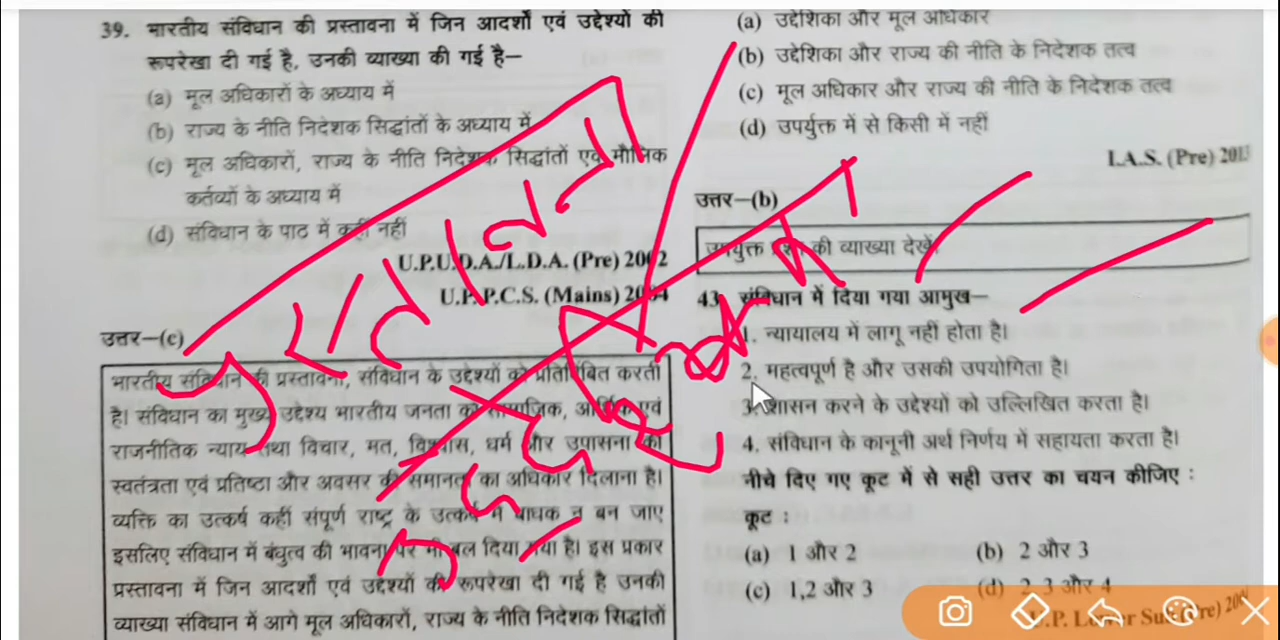 39. भारतीय संविधान की प्रस्तावना में जिन आदर्शों एवं उद्देश्यों की
रूपरेखा दी गई है, उनकी व्याख्या की गई है—
(a) मूल अधिकारों के अध्याय में
(b) राज्य के नीति निदेशक सिद्धांतों के अध्याय में
(c) मूल अधिकारों, राज्य के नीति निदेशक सिद्धांतों एवं मौलिक
कर्तव्यों के अध्याय में
(d) संविधान के पाठ में कहीं नहीं
U.P.U.D.A./L.D.A. (Pre) 2002
U.P.P.C.S. (Mains) 2004
उत्तर—(c)
भारतीय संविधान की प्रस्तावना, संविधान के उद्देश्यों को प्रतिबिंबित करती
है। संविधान का मुख्य उद्देश्य भारतीय जनता को सामाजिक, आर्थिक एवं
राजनीतिक न्याय तथा विचार, मत, विश्वास, धर्म और उपासना की
स्वतंत्रता एवं प्रतिष्ठा और अवसर की समानता का अधिकार दिलाना है।
व्यक्ति का उत्कर्ष कहीं संपूर्ण राष्ट्र के उत्कर्ष में बाधक न बन जाए
इसलिए संविधान में बंधुत्व की भावना पर भी बल दिया गया है। इस प्रकार
प्रस्तावना में जिन आदर्शों एवं उद्देश्यों की रूपरेखा दी गई है उनकी
व्याख्या संविधान में आगे मूल अधिकारों, राज्य के नीति निदेशक सिद्धांतों
(a) उद्देशिका और मूल अधिकार
(b) उद्देशिका और राज्य की नीति के निदेशक तत्व
(c) मूल अधिकार और राज्य की नीति के निदेशक तत्व
(d) उपर्युक्त में से किसी में नहीं
I.A.S. (Pre) 2013
उत्तर—(b)
उपर्युक्त प्रश्न की व्याख्या देखें
43. संविधान में दिया गया आमुख—
1. न्यायालय में लागू नहीं होता है।
2. महत्वपूर्ण है और उसकी उपयोगिता है।
3. शासन करने के उद्देश्यों को उल्लिखित करता है।
4. संविधान के कानूनी अर्थ निर्णय में सहायता करता है।
नीचे दिए गए कूट में से सही उत्तर का चयन कीजिए :
कूट :
(a) 1 और 2 (b) 2 और 3
(c) 1,2 और 3 (d) 2, 3 और 4
U.P. Lower Sub. (Pre)